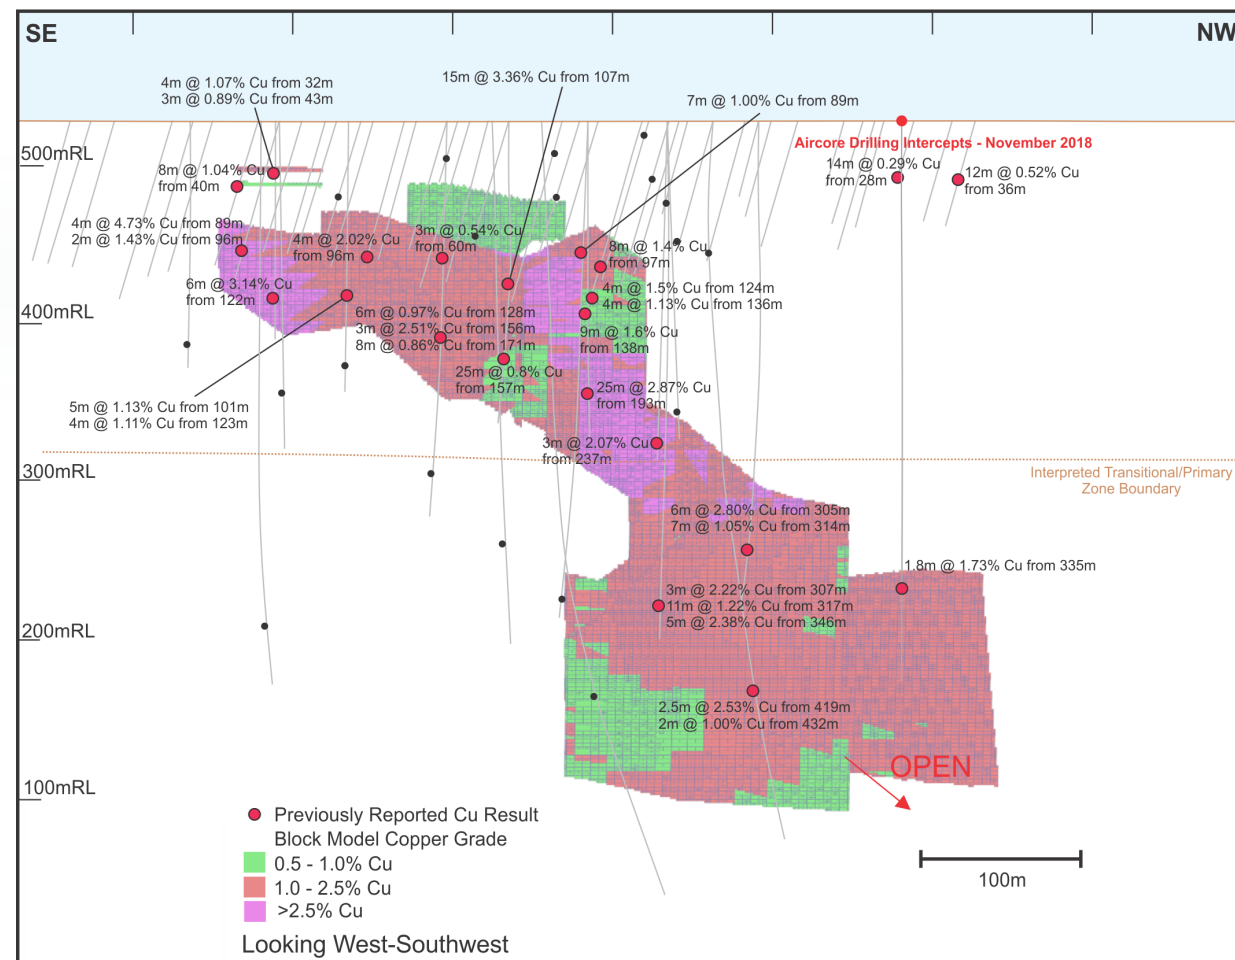 SE
NW
4m @ 1.07% Cu from 32m
3m @ 0.89% Cu from 43m
15m @ 3.36% Cu from 107m
7m @ 1.00% Cu from 89m
Aircore Drilling Intercepts - November 2018
500mRL
8m @ 1.04% Cu
from 40m
14m @ 0.29% Cu
from 28m
12m @ 0.52% Cu
from 36m
4m @ 4.73% Cu from 89m
2m @ 1.43% Cu from 96m
4m @ 2.02% Cu
from 96m
3m @ 0.54% Cu
from 60m
8m @ 1.4% Cu
from 97m
6m @ 3.14% Cu
from 122m
4m @ 1.5% Cu from 124m
4m @ 1.13% Cu from 136m
400mRL
6m @ 0.97% Cu from 128m
3m @ 2.51% Cu from 156m
8m @ 0.86% Cu from 171m
9m @ 1.6% Cu
from 138m
25m @ 0.8% Cu
from 157m
25m @ 2.87% Cu
from 193m
5m @ 1.13% Cu from 101m
4m @ 1.11% Cu from 123m
3m @ 2.07% Cu
from 237m
300mRL
Interpreted Transitional/Primary
Zone Boundary
6m @ 2.80% Cu from 305m
7m @ 1.05% Cu from 314m
1.8m @ 1.73% Cu from 335m
3m @ 2.22% Cu from 307m
11m @ 1.22% Cu from 317m
5m @ 2.38% Cu from 346m
200mRL
2.5m @ 2.53% Cu from 419m
2m @ 1.00% Cu from 432m
OPEN
100mRL
Previously Reported Cu Result
Block Model Copper Grade
0.5 - 1.0% Cu
1.0 - 2.5% Cu
>2.5% Cu
100m
Looking West-Southwest